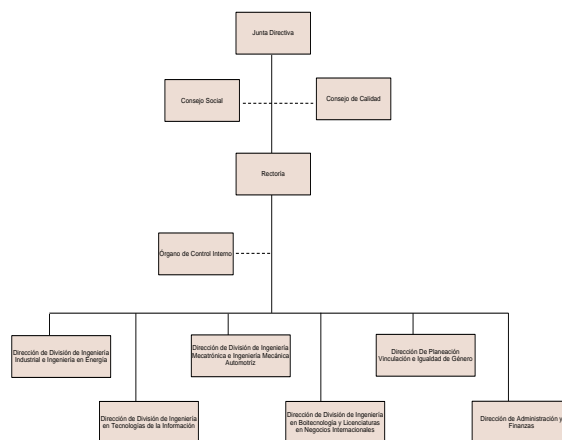 Junta Directiva
Consejo Social
Consejo de Calidad
Rectoría
Órgano de Control Interno
Dirección de División de Ingeniería
Industrial e Ingeniería en Energía
Dirección de División de Ingeniería
Mecatrónica e Ingeniería Mecánica
Automotríz
Dirección De Planeación
Vinculación e Igualdad de Género
Dirección de División de Ingeniería
en Tecnologías de la Información
Dirección de División de Ingeniería
en Boitecnología y Licenciaturas
en Negocios Internacionales
Dirección de Administración y
Finanzas